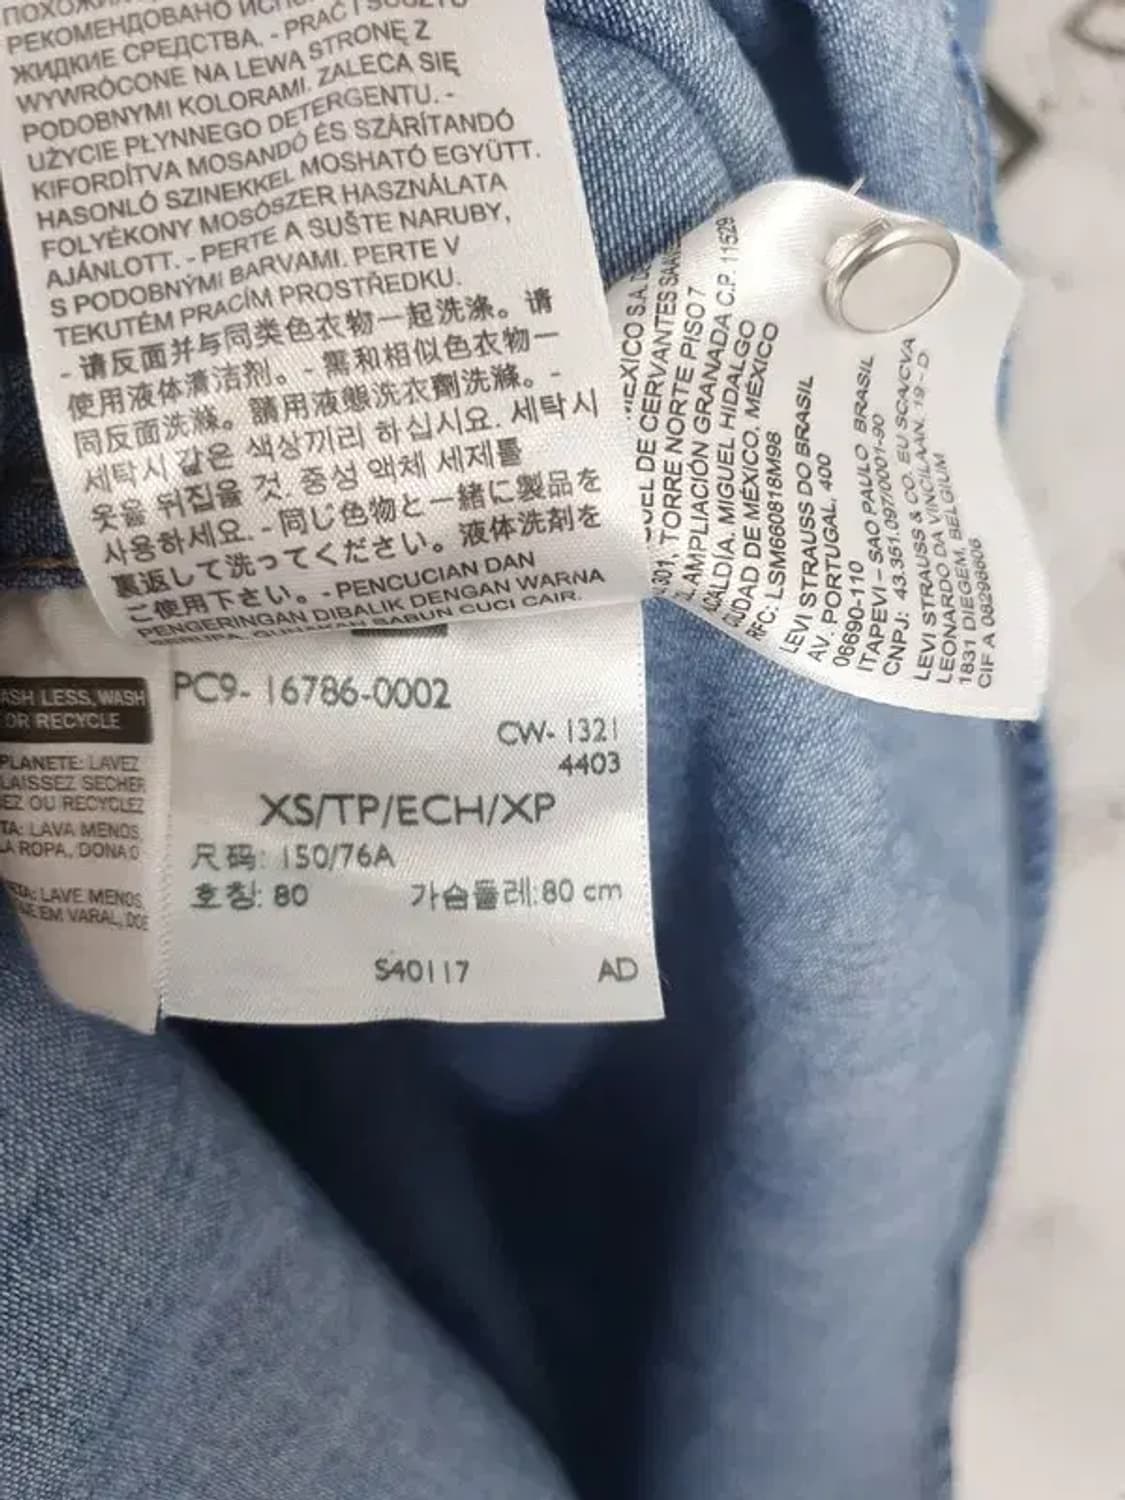 РЕКОМЕНДОВАНО
ЖИДКИЕ СРЕДСТВА. - PRAĆ I
WYWRÓCONE NA LEWĄ STRONĘ Z
PODOBNYMI KOLORAMI. ZALECA SIĘ
UŻYCIE PŁYNNEGO DETERGENTU. -
KIFORDÍTVA MOSANDÓ ÉS SZÁRÍTANDÓ
HASONLÓ SZINEKKEL MOSHATÓ EGYÜTT.
FOLYÉKONY MOSÓSZER HASZNÁLATA
AJÁNLOTT. - PERTE A SUŠTE NARUBY,
S PODOBNÝMI BARVAMI. PERTE V
TEKUTÉM PRACÍM PROSTŘEDKU.
- 请反面并与同类色衣物一起洗涤。请
使用液体清洁剂。- 需和相似色衣物一
同反面洗滌。請用液態洗衣劑洗滌。-
세탁시 같은 색상끼리 하십시요. 세탁시
옷을 뒤집을 것. 중성 액체 세제를
사용하세요. - 同じ色物と一緒に製品を
裏返して洗ってください。液体洗剤を
ご使用下さい。- PENCUCIAN DAN
PENGERINGAN DIBALIK DENGAN WARNA
SABUN CUCI CAIR.
WASH LESS, WASH
OR RECYCLE
PLANETE: LAVEZ
LAISSEZ SECHER
EZ OU RECYCLEZ
TA: LAVA MENOS,
LA ROPA, DONA O
ETA: LAVE MENOS,
EM VARAL, DOE
PC9- 16786-0002
CW- 1321
4403
XS/TP/ECH/XP
尺码: 150/76A
호칭: 80 가슴둘레:80 cm
S40117 AD
MEXICO S.A. D
GUEL DE CERVANTES SAA
301, TORRE NORTE PISO 7
AMPLIACIÓN GRANADA C.P. 11529
ALCALDÍA, MIGUEL HIDALGO
CIUDAD DE MÉXICO, MÉXICO
RFC: LSM660818M98
LEVI STRAUSS DO BRASIL
AV. PORTUGAL, 400
06690-110
ITAPEVI – SAO PAULO BRASIL
CNPJ: 43.351.097/0001-90
LEVI STRAUSS & CO. EU SCA/CVA
LEONARDO DA VINCILAAN, 19 - D
1831 DIEGEM, BELGIUM
CIF A 08298606